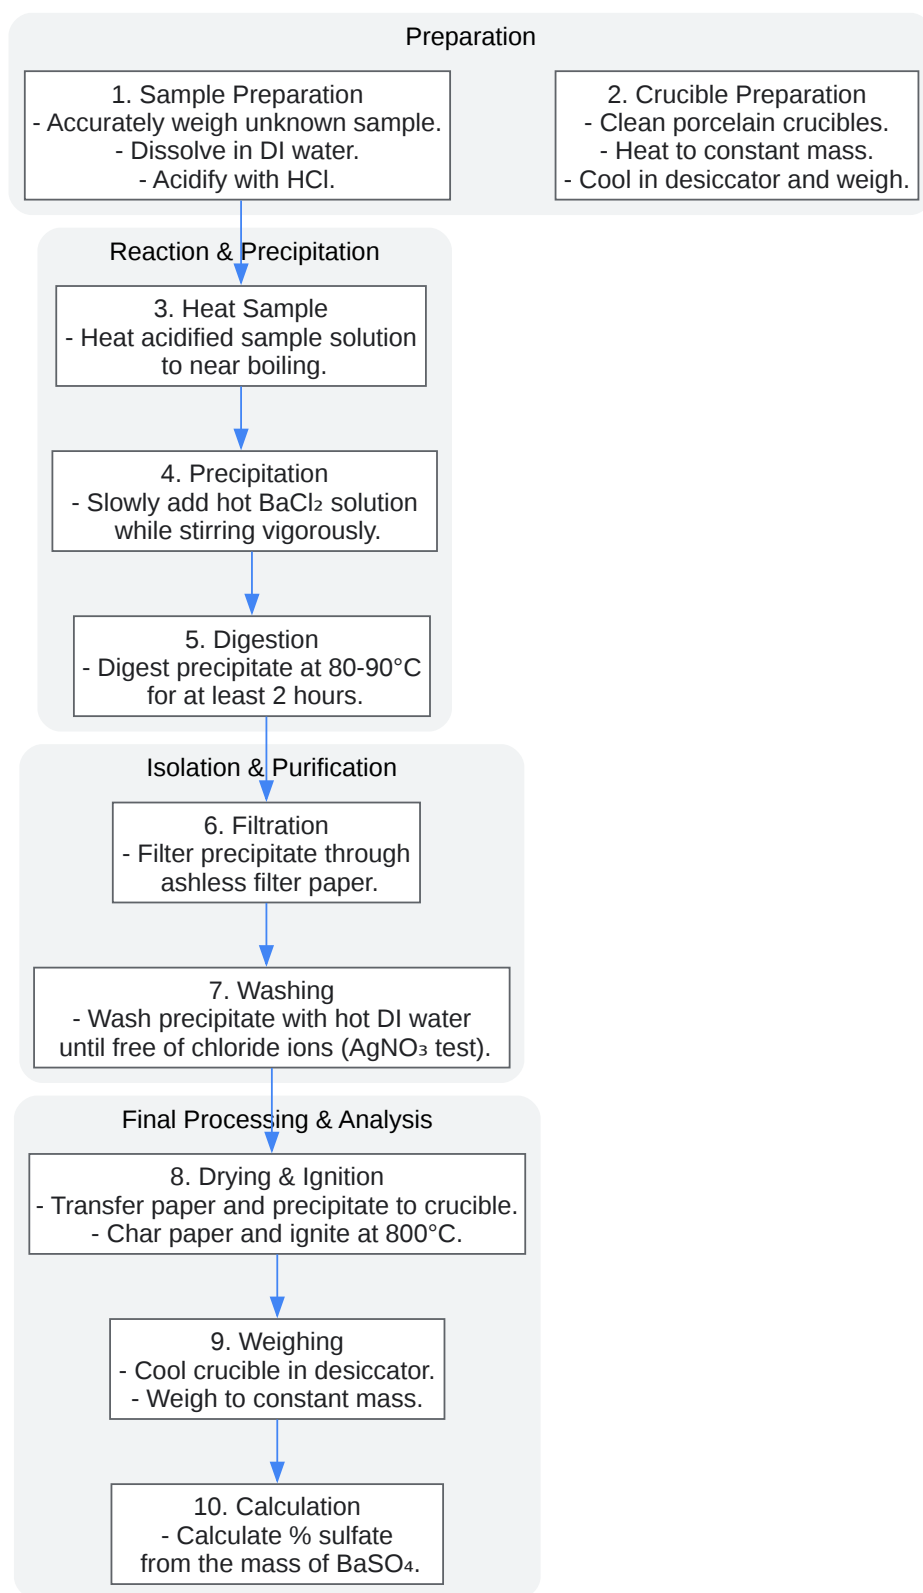 Preparation
1. Sample Preparation
- Accurately weigh unknown sample.
- Dissolve in DI water.
- Acidify with HCl.
2. Crucible Preparation
- Clean porcelain crucibles.
- Heat to constant mass.
- Cool in desiccator and weigh.
Reaction & Precipitation
3. Heat Sample
- Heat acidified sample solution
to near boiling.
4. Precipitation
- Slowly add hot BaCl₂ solution
while stirring vigorously.
5. Digestion
- Digest precipitate at 80-90°C
for at least 2 hours.
Isolation & Purification
6. Filtration
- Filter precipitate through
ashless filter paper.
7. Washing
- Wash precipitate with hot DI water
until free of chloride ions (AgNO₃ test).
Final Processing & Analysis
8. Drying & Ignition
- Transfer paper and precipitate to crucible.
- Char paper and ignite at 800°C.
9. Weighing
- Cool crucible in desiccator.
- Weigh to constant mass.
10. Calculation
- Calculate % sulfate
from the mass of BaSO₄.